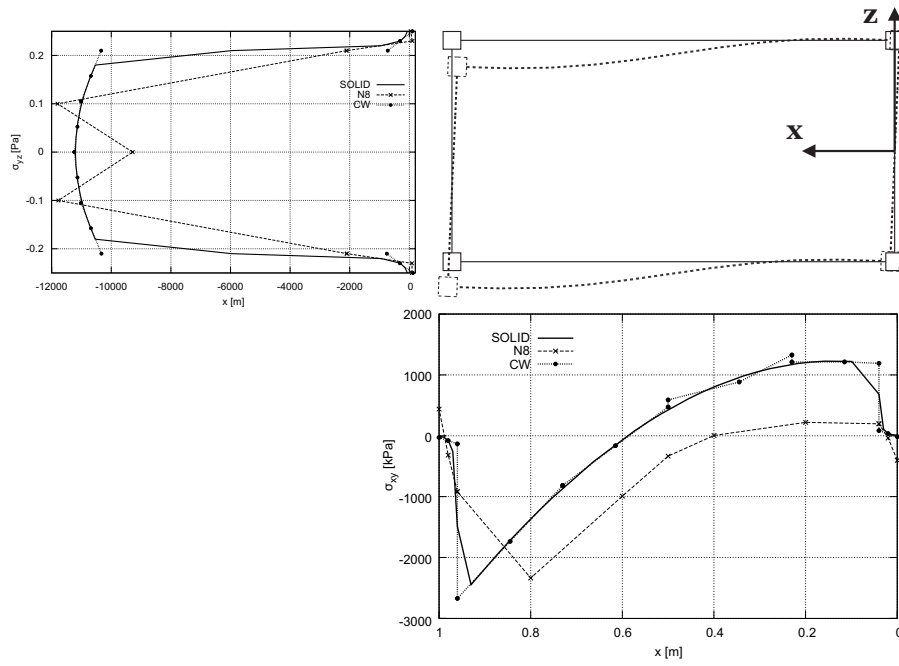 0.2
0.1
0
-0.1
-0.2
σyz [Pa]
SOLID
N8
CW
-12000 -10000 -8000 -6000 -4000 -2000 0
x [m]
z
x
2000
1000
0
-1000
-2000
-3000
σxy [kPa]
SOLID
N8
CW
1 0.8 0.6 0.4 0.2 0
x [m]